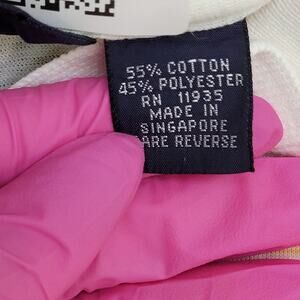 55% COTTON
45% POLYESTER
RN 11935
MADE IN
SINGAPORE
ARE REVERSE